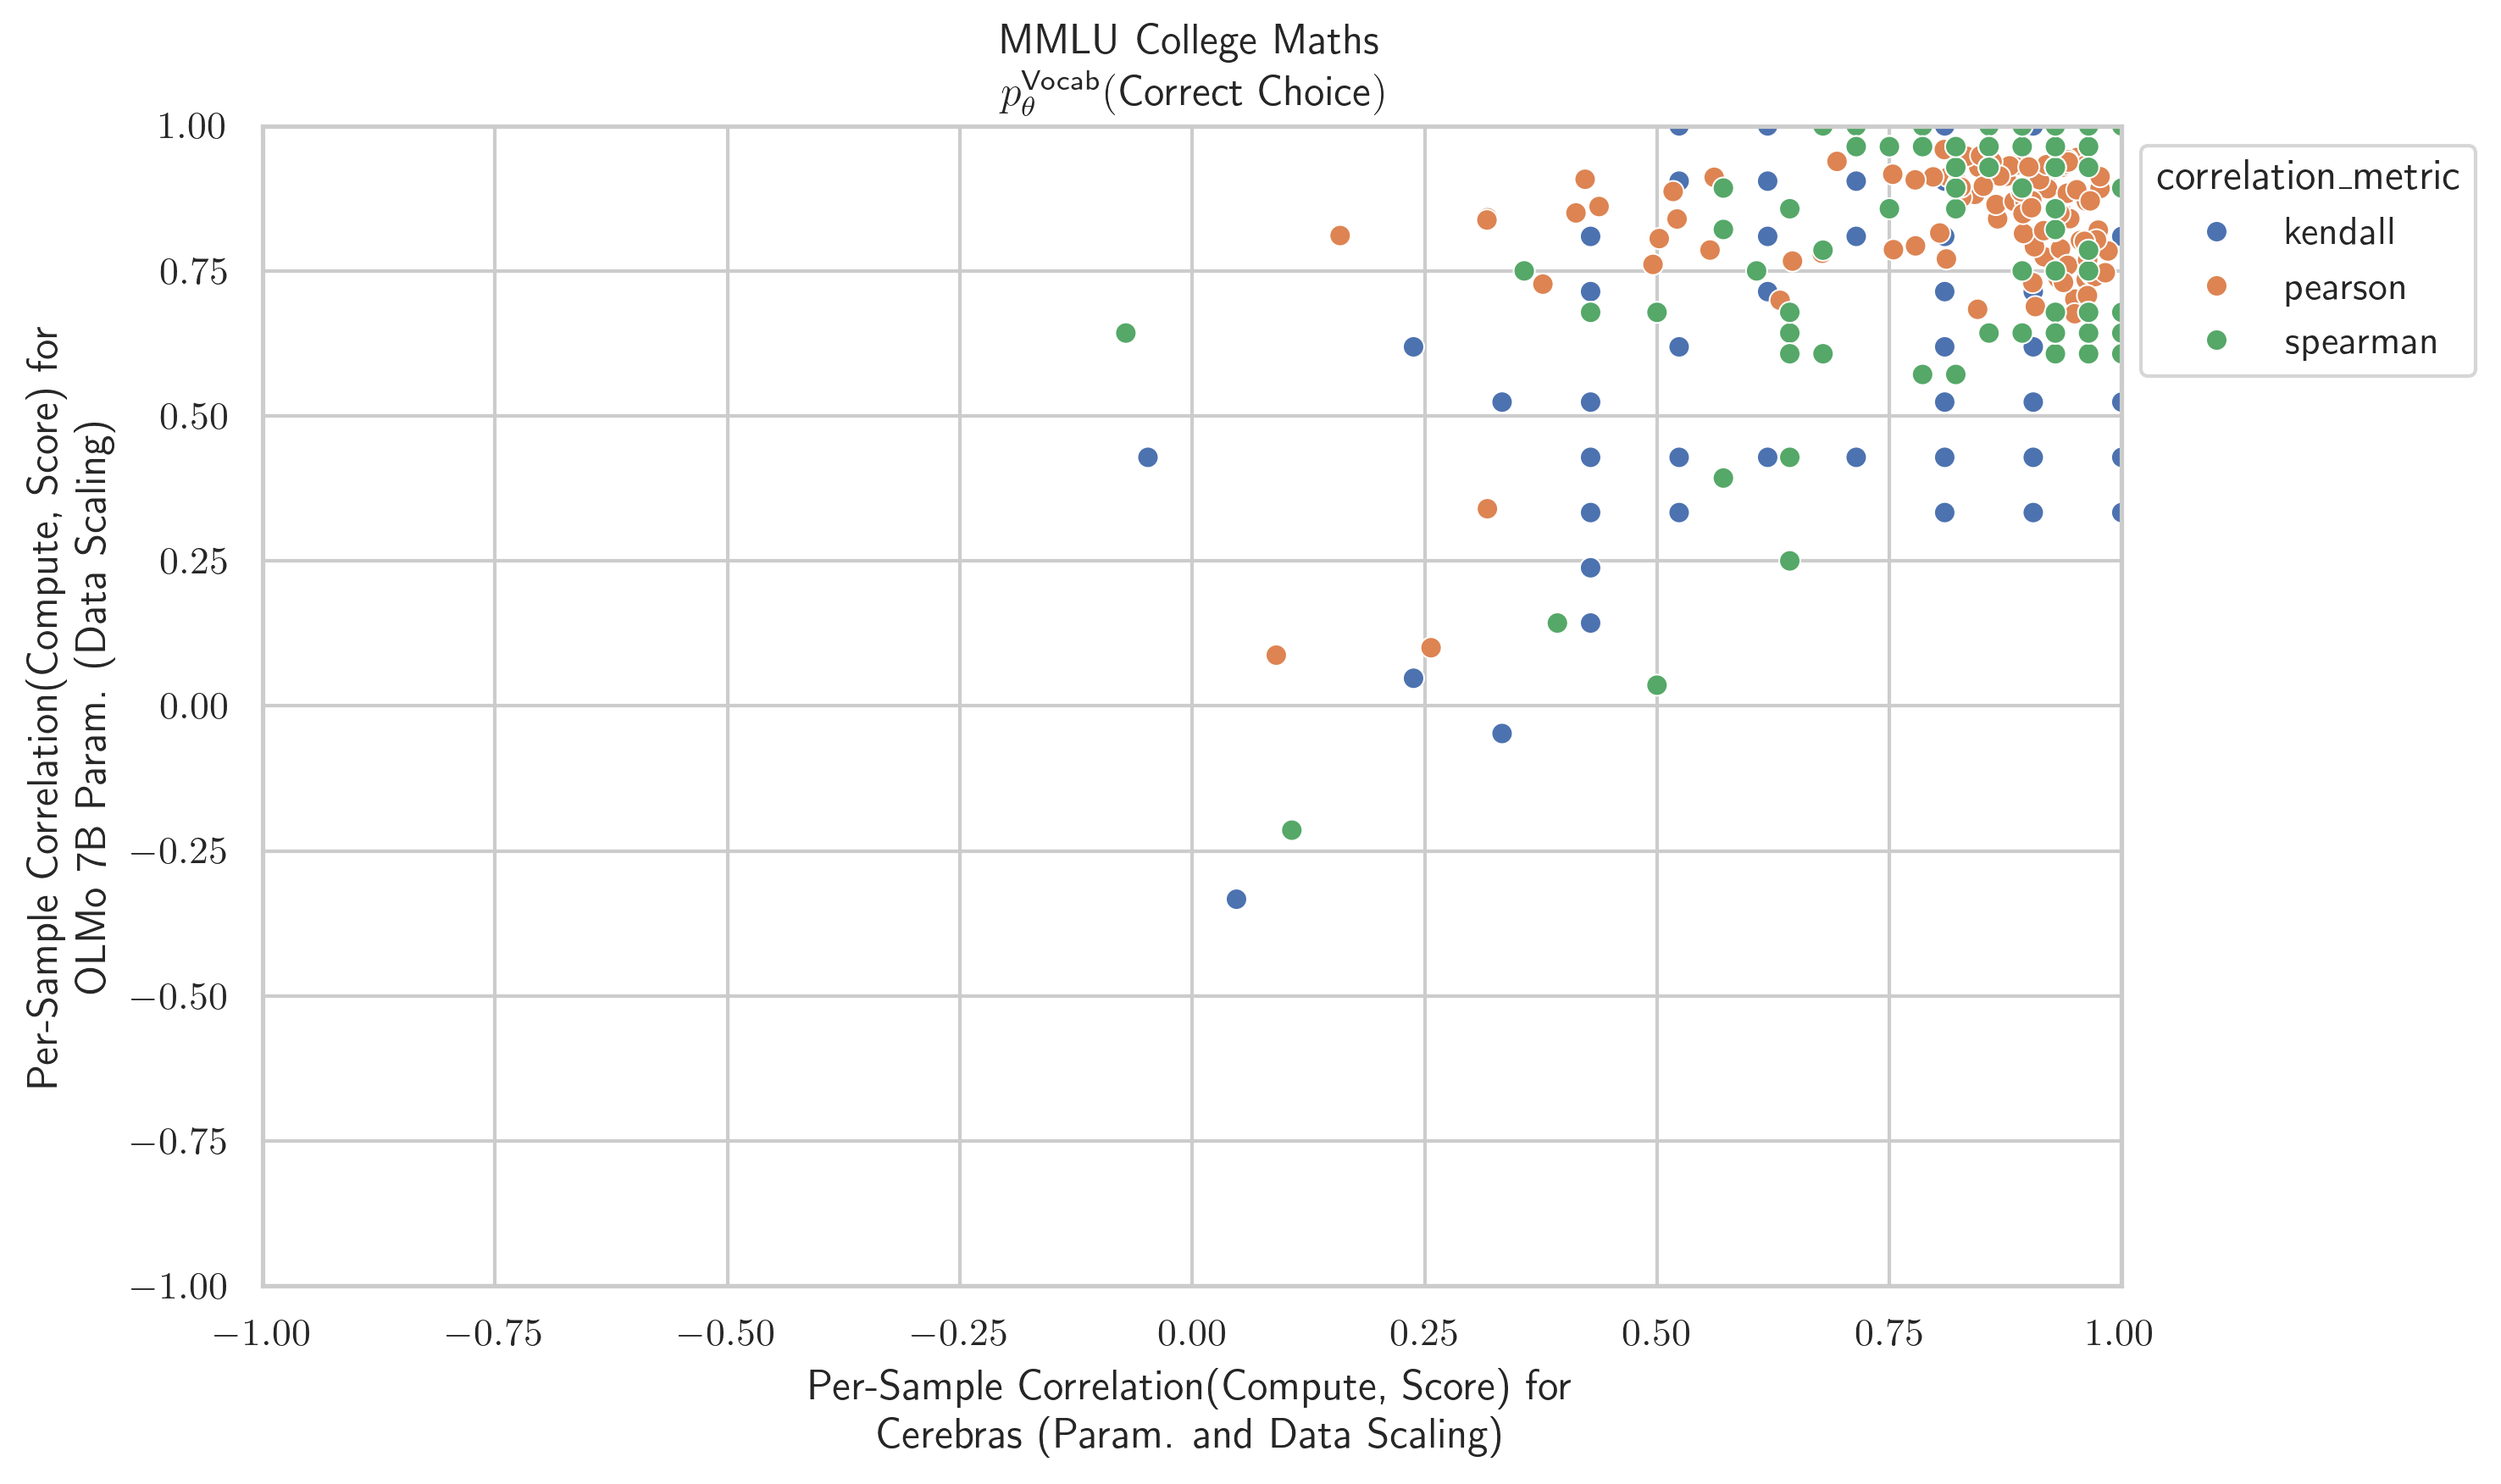 MMLU College Maths
p_θ^Vocab(Correct Choice)
1.00
0.75
0.50
0.25
0.00
−0.25
−0.50
−0.75
−1.00
Per-Sample Correlation(Compute, Score) for
OLMo 7B Param. (Data Scaling)
correlation_metric
kendall
pearson
spearman
−1.00 −0.75 −0.50 −0.25 0.00 0.25 0.50 0.75 1.00
Per-Sample Correlation(Compute, Score) for
Cerebras (Param. and Data Scaling)